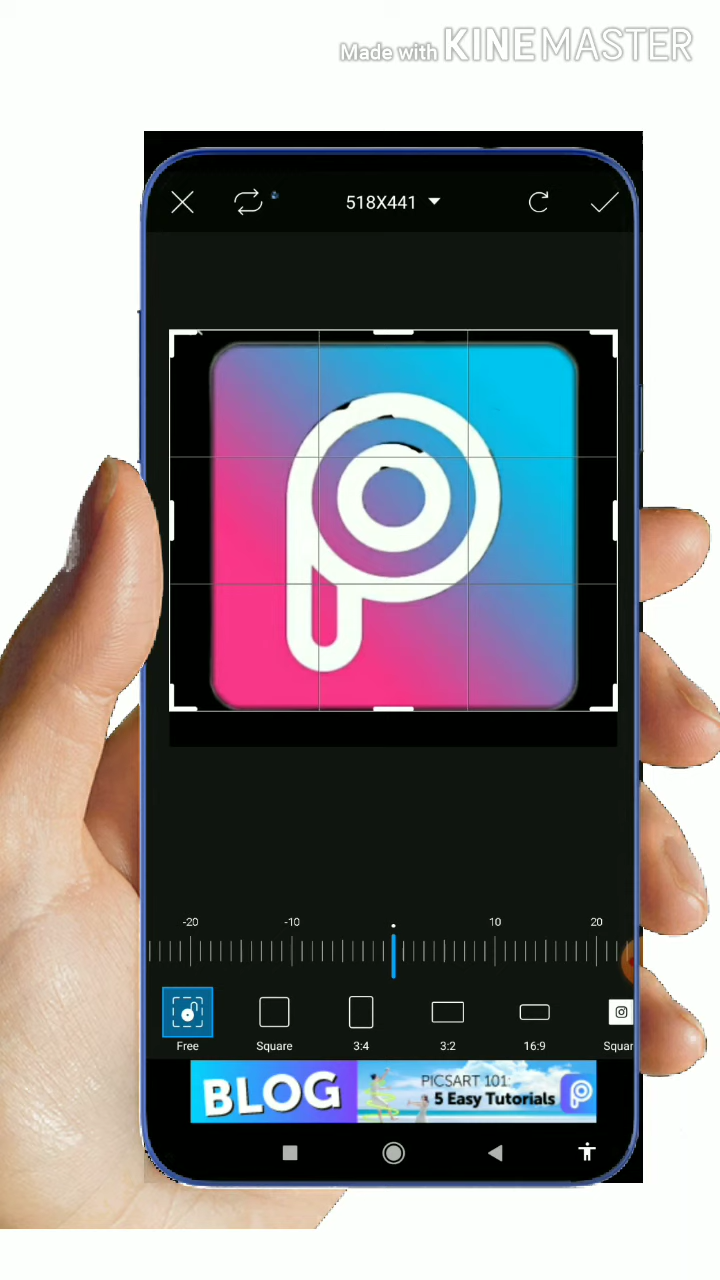 Made with KINEMASTER
518X441
-20 -10 10 20
Free Square 3:4 3:2 16:9 Squar
BLOG PICSART 101:
5 Easy Tutorials